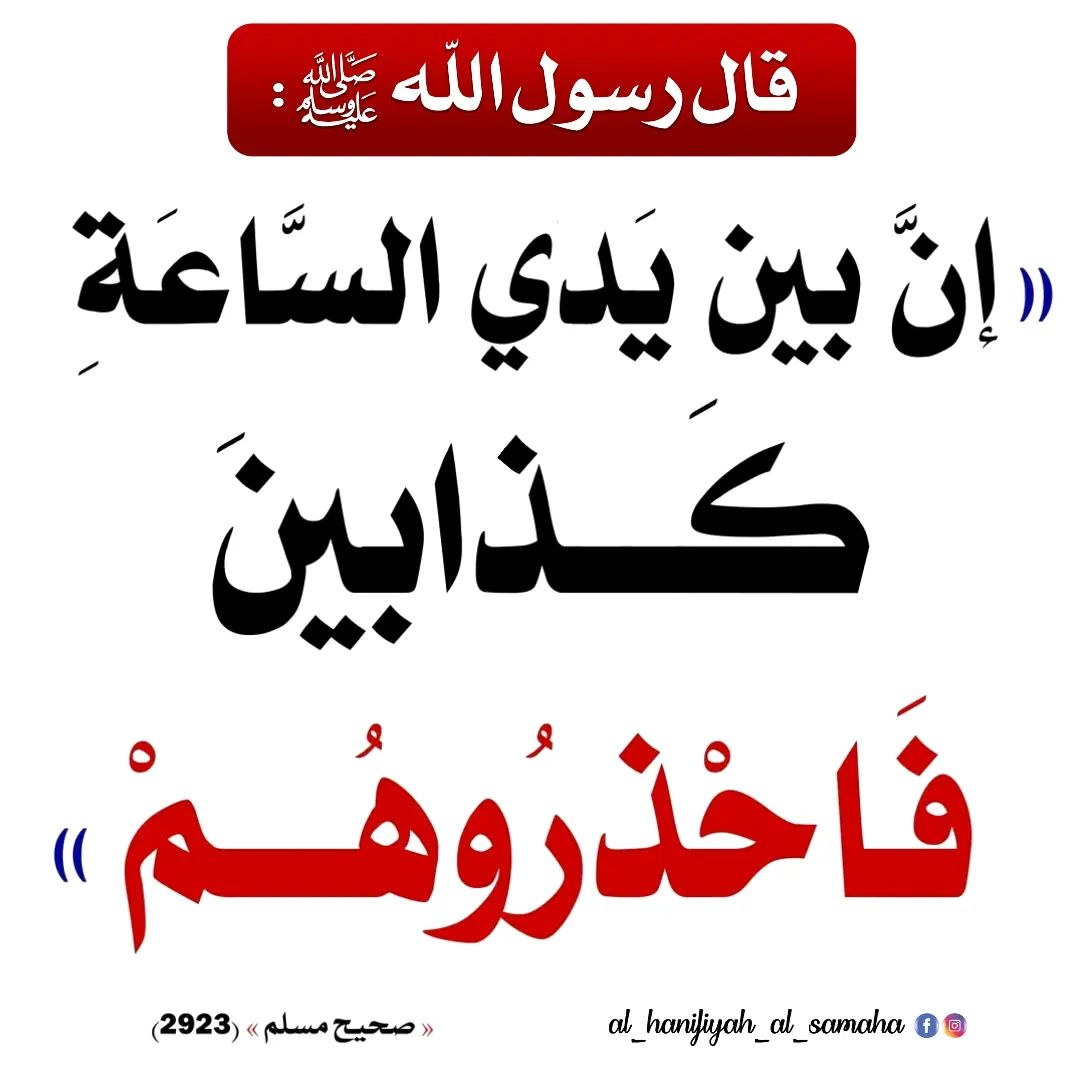 قال رسول الله ﷺ :
(( إنَّ بين يَدي السَّاعَةِ
كَذابينَ
فَاحْذرُوهُمْ ))
« صحيح مسلم » (2923)
al_hanifiyah_al_samaha